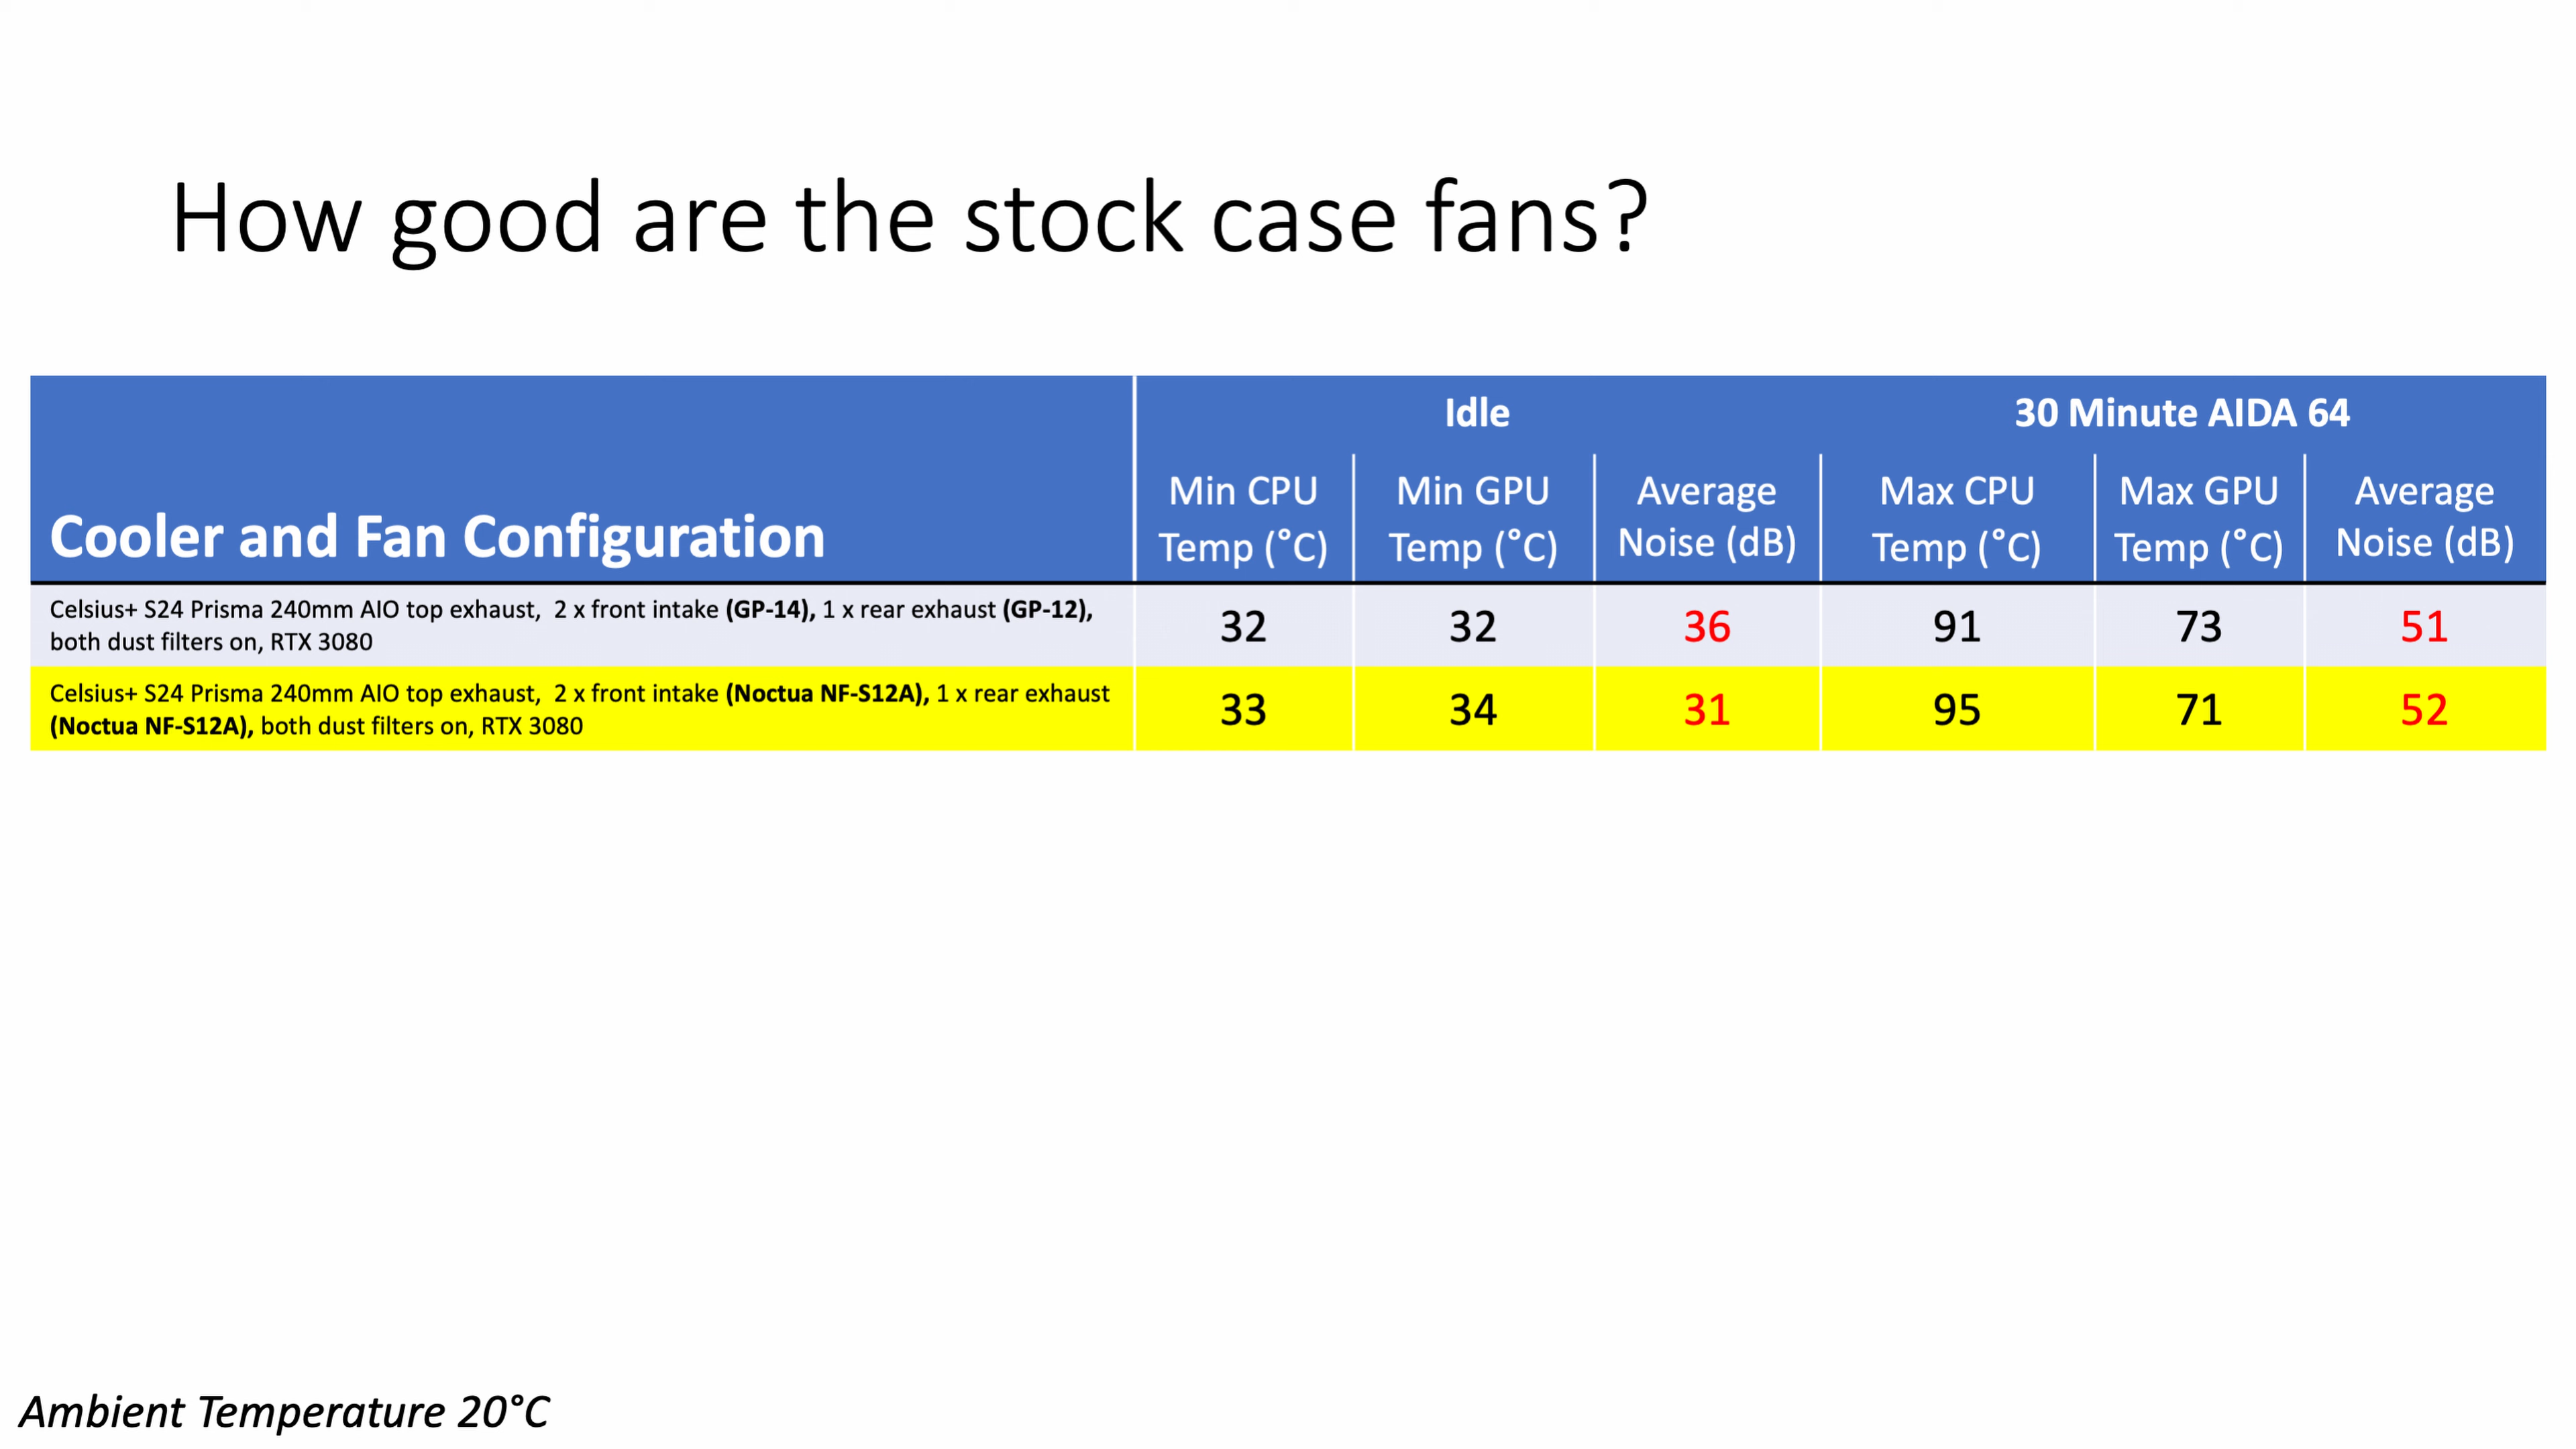 How good are the stock case fans?
Idle
30 Minute AIDA 64
Cooler and Fan Configuration
Min CPU
Temp (°C)
Min GPU
Temp (°C)
Average
Noise (dB)
Max CPU
Temp (°C)
Max GPU
Temp (°C)
Average
Noise (dB)
Celsius+ S24 Prisma 240mm AIO top exhaust, 2 x front intake (GP-14), 1 x rear exhaust (GP-12),
both dust filters on, RTX 3080
32
32
36
91
73
51
Celsius+ S24 Prisma 240mm AIO top exhaust, 2 x front intake (Noctua NF-S12A), 1 x rear exhaust
(Noctua NF-S12A), both dust filters on, RTX 3080
33
34
31
95
71
52
Ambient Temperature 20°C